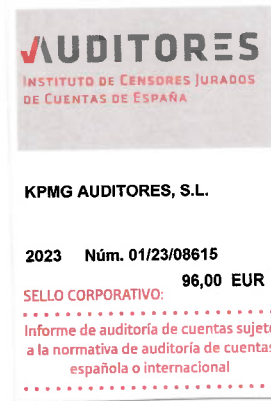 AUDITORES
INSTITUTO DE CENSORES JURADOS
DE CUENTAS DE ESPAÑA
KPMG AUDITORES, S.L.
2023 Núm. 01/23/08615
96,00 EUR
SELLO CORPORATIVO:
Informe de auditoría de cuentas sujet
a la normativa de auditoría de cuentas
española o internacional